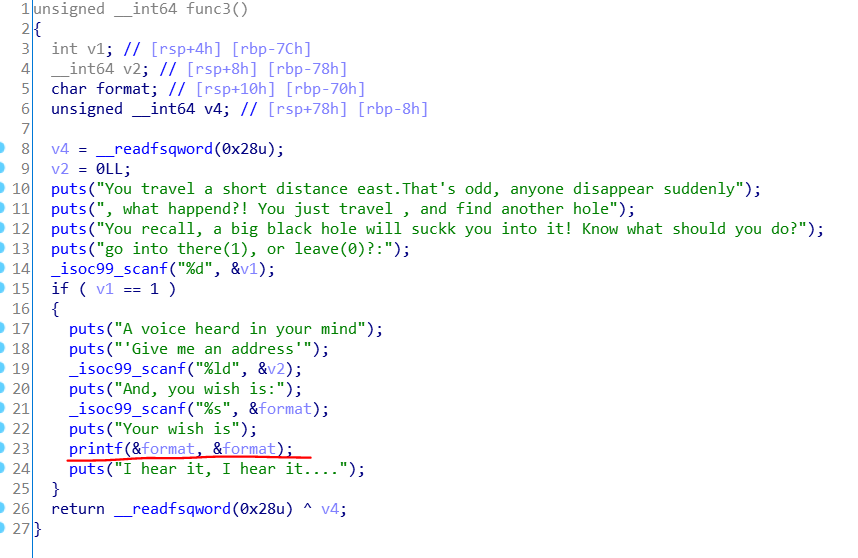 1 unsigned __int64 func3()
2 {
3 int v1; // [rsp+4h] [rbp-7Ch]
4 __int64 v2; // [rsp+8h] [rbp-78h]
5 char format; // [rsp+10h] [rbp-70h]
6 unsigned __int64 v4; // [rsp+78h] [rbp-8h]
7
8 v4 = __readfsqword(0x28u);
9 v2 = 0LL;
10 puts("You travel a short distance east.That's odd, anyone disappear suddenly");
11 puts(", what happend?! You just travel , and find another hole");
12 puts("You recall, a big black hole will suckk you into it! Know what should you do?");
13 puts("go into there(1), or leave(0)?:");
14 _isoc99_scanf("%d", &v1);
15 if ( v1 == 1 )
16 {
17 puts("A voice heard in your mind");
18 puts("'Give me an address'");
19 _isoc99_scanf("%ld", &v2);
20 puts("And, you wish is:");
21 _isoc99_scanf("%s", &format);
22 puts("Your wish is");
23 printf(&format, &format);
24 puts("I hear it, I hear it....");
25 }
26 return __readfsqword(0x28u) ^ v4;
27 }